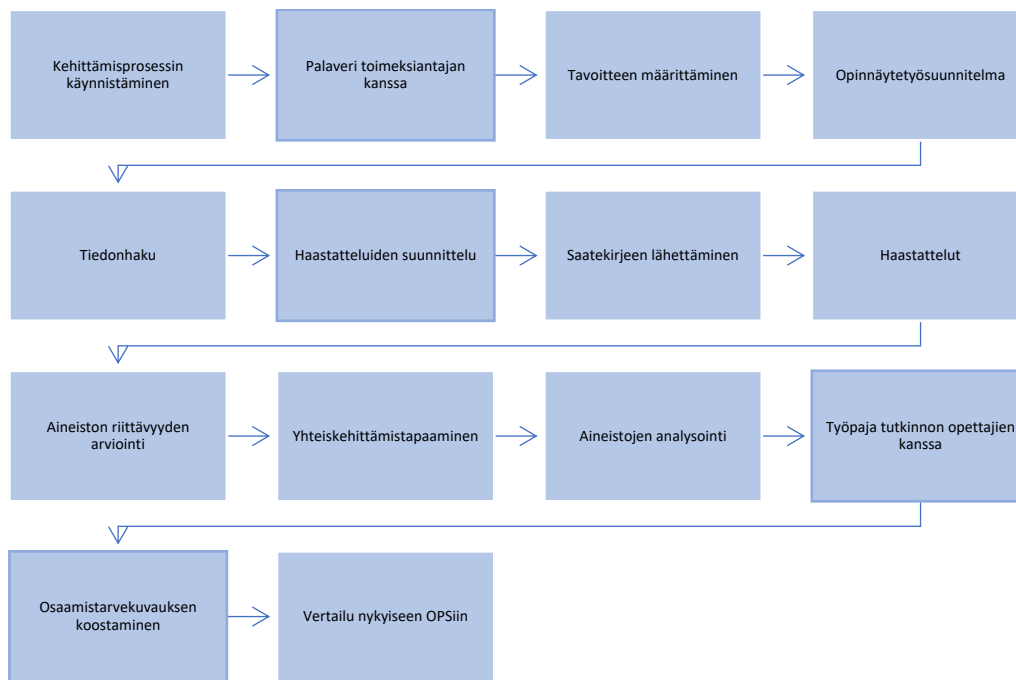 Kehittämisprosessin
käynnistäminen
Palaveri toimeksiantajan
kanssa
Tavoitteen määrittäminen
Opinnäytetyösuunnitelma
Tiedonhaku
Haastatteluiden suunnittelu
Saatekirjeen lähettäminen
Haastattelut
Aineiston riittävyyden
arviointi
Yhteiskehittämistapaaminen
Aineistojen analysointi
Työpaja tutkinnon opettajien
kanssa
Osaamistarvekuvauksen
koostaminen
Vertailu nykyiseen OPSiin